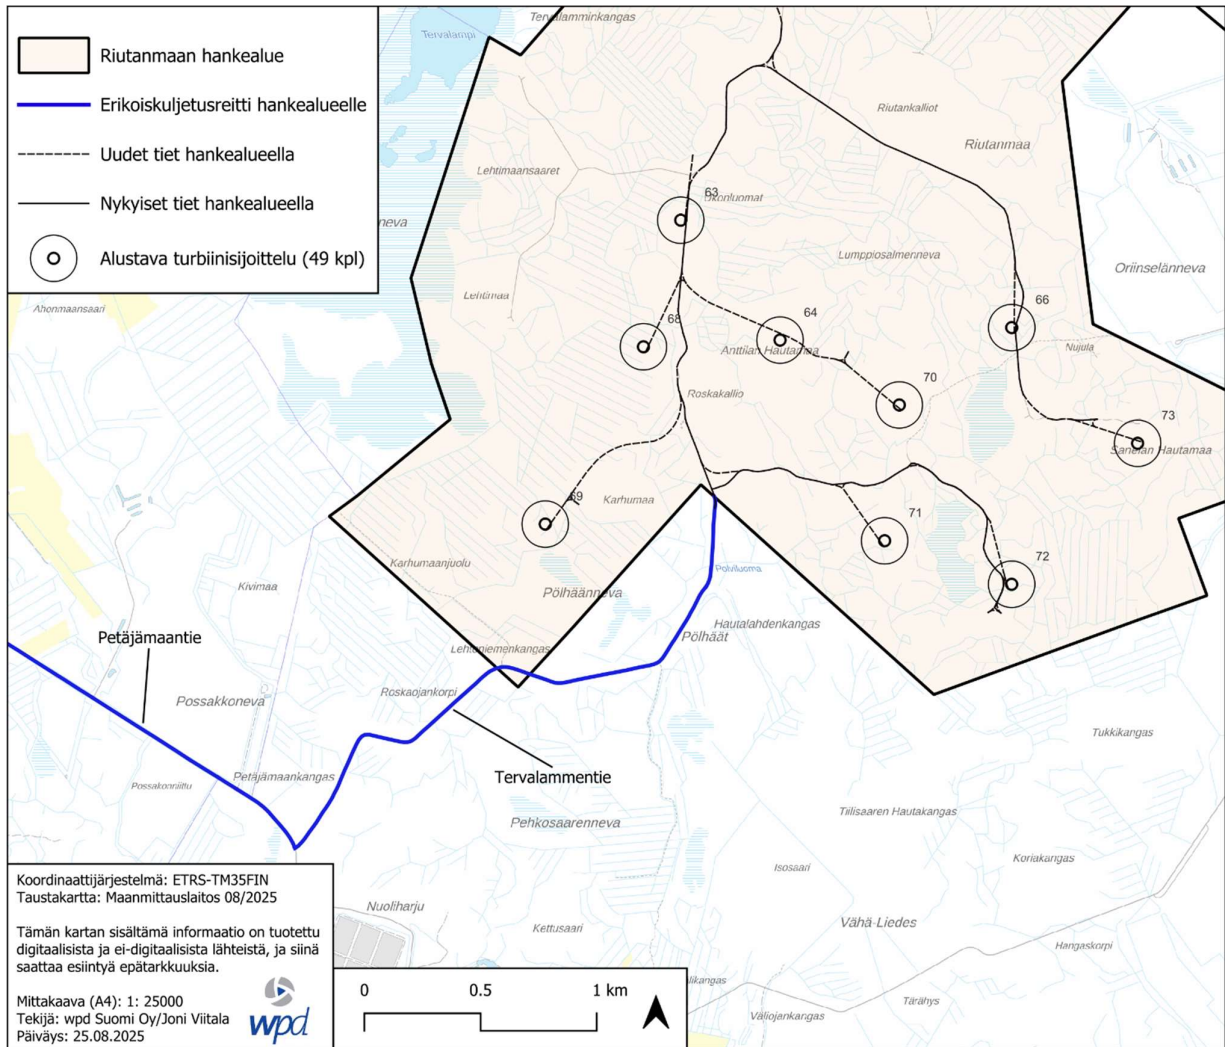 Riutanmaan hankealue
Erikoiskuljetusreitti hankealueelle
Uudet tiet hankealueella
Nykyiset tiet hankealueella
Alustava turbiinisijoittelu (49 kpl)
Tervalamminkangas
Tervalampi
Riutankalliot
Riutanmaa
Lehtimaansaaret
63
neva
Lumppiosalmenneva
Oriinselänneva
Lehtimaa
Ahonmaansaari
66
64
68
Anttilan Hautamaa
Nujula
70
Roskakallio
73
Sanelan Hautamaa
69
Karhumaa
71
Karhumaanjuolu
72
Kivimaa
Polviluoma
Pölhäänneva
Petäjämaantie
Hautalahdenkangas
Pölhäät
Lehtoniemenkangas
Roskaojankorpi
Possakkoneva
Tukkikangas
Petäjämaankangas
Tervalammentie
Possakonniittu
Tiilisaaren Hautakangas
Pehkosaarenneva
Koriakangas
Isosaari
Koordinaattijärjestelmä: ETRS-TM35FIN
Taustakartta: Maanmittauslaitos 08/2025
Tämän kartan sisältämä informaatio on tuotettu
digitaalisista ja ei-digitaalisista lähteistä, ja siinä
saattaa esiintyä epätarkkuuksia.
Mittakaava (A4): 1: 25000
Tekijä: wpd Suomi Oy/Joni Viitala
Päiväys: 25.08.2025
wpd
Nuoliharju
Kettusaari
Vähä-Liedes
Hangaskorpi
0 0.5 1 km
likangas
Tärähys
Väliojankangas